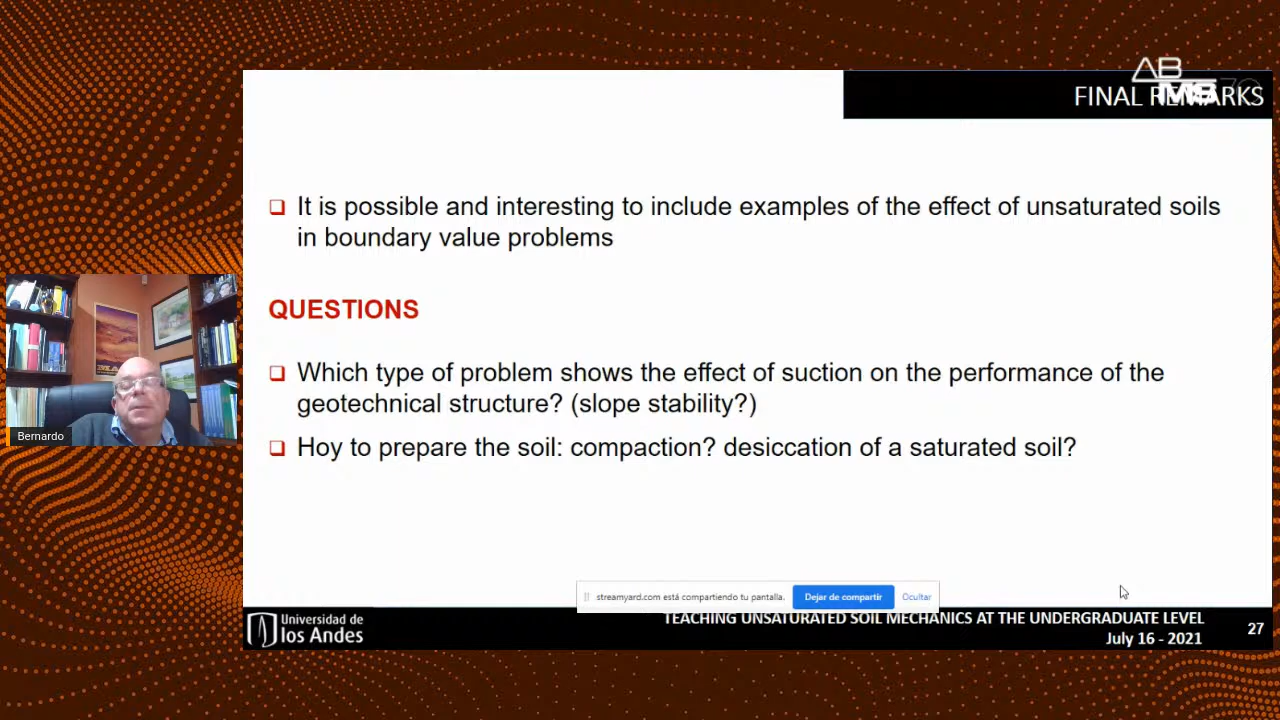 ABMS
FINAL REMARKS
It is possible and interesting to include examples of the effect of unsaturated soils
in boundary value problems
QUESTIONS
Which type of problem shows the effect of suction on the performance of the
geotechnical structure? (slope stability?)
Hoy to prepare the soil: compaction? desiccation of a saturated soil?
Bernardo
streamyard.com está compartiendo tu pantalla.
Dejar de compartir
Ocultar
Universidad de
los Andes
TEACHING UNSATURATED SOIL MECHANICS AT THE UNDERGRADUATE LEVEL
July 16 - 2021
27